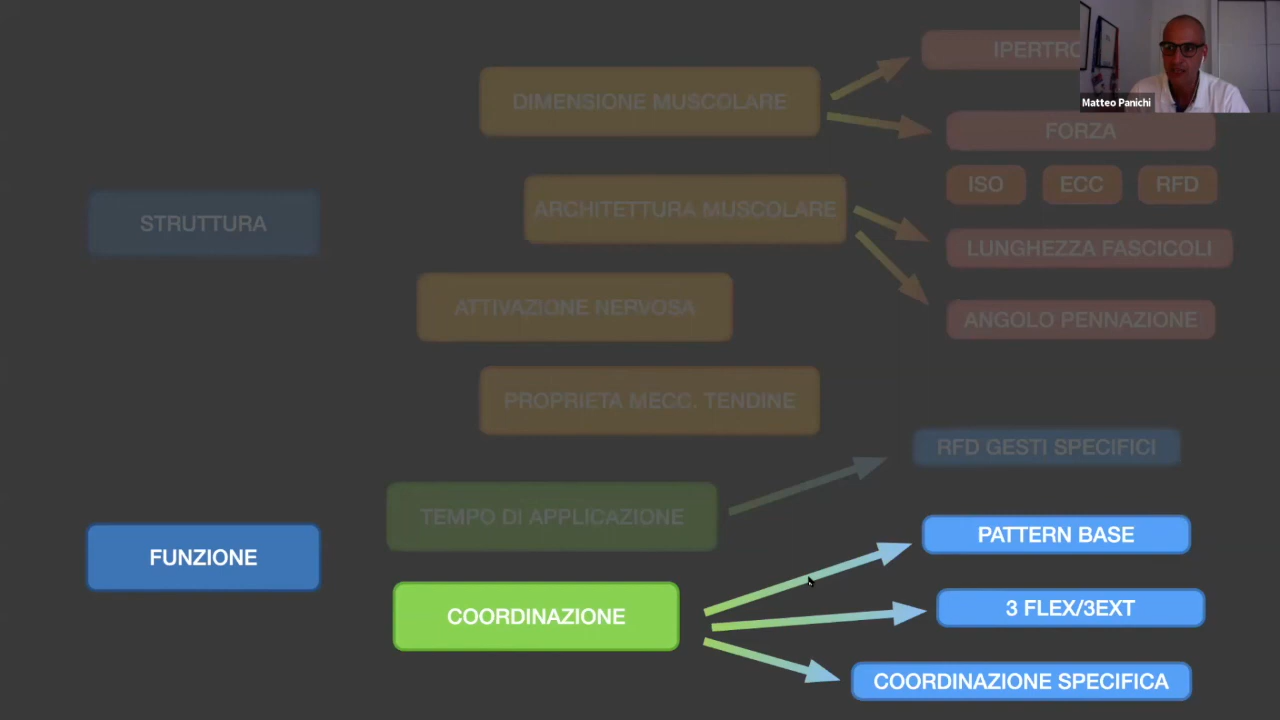 IPERTRO
Matteo Panichi
DIMENSIONE MUSCOLARE
FORZA
ISO ECC RFD
STRUTTURA
ARCHITETTURA MUSCOLARE
LUNGHEZZA FASCICOLI
ATTIVAZIONE NERVOSA
ANGOLO PENNAZIONE
PROPRIETA MECC. TENDINE
RFD GESTI SPECIFICI
TEMPO DI APPLICAZIONE
PATTERN BASE
FUNZIONE
3 FLEX/3EXT
COORDINAZIONE
COORDINAZIONE SPECIFICA